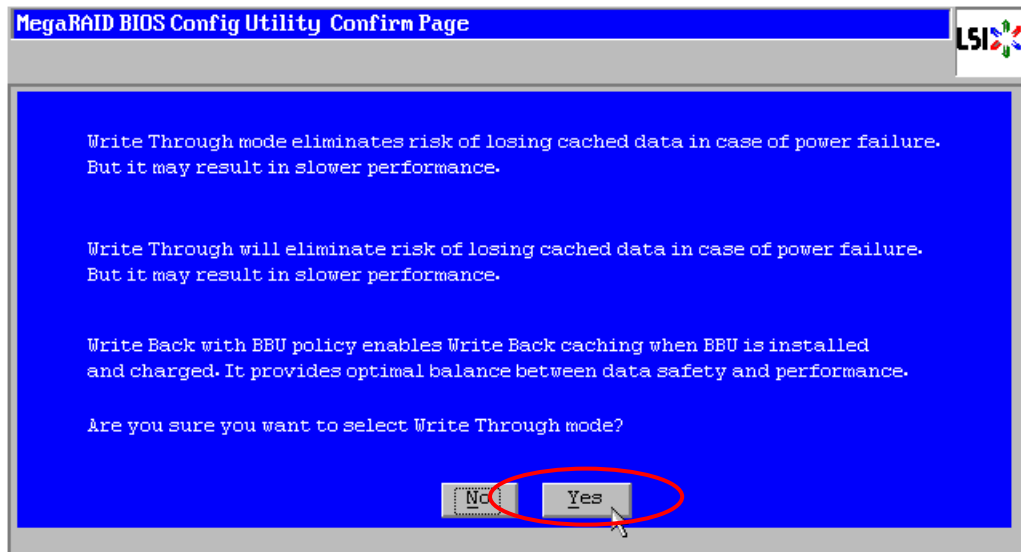 MegaRAID BIOS Config Utility Confirm Page
LSI
Write Through mode eliminates risk of losing cached data in case of power failure.
But it may result in slower performance.
Write Through will eliminate risk of losing cached data in case of power failure.
But it may result in slower performance.
Write Back with BBU policy enables Write Back caching when BBU is installed
and charged. It provides optimal balance between data safety and performance.
Are you sure you want to select Write Through mode?
No Yes